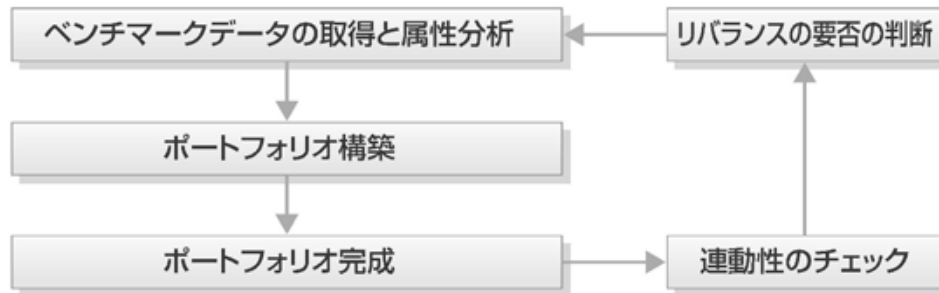 ベンチマークデータの取得と属性分析
リバランスの要否の判断
ポートフォリオ構築
ポートフォリオ完成
連動性のチェック